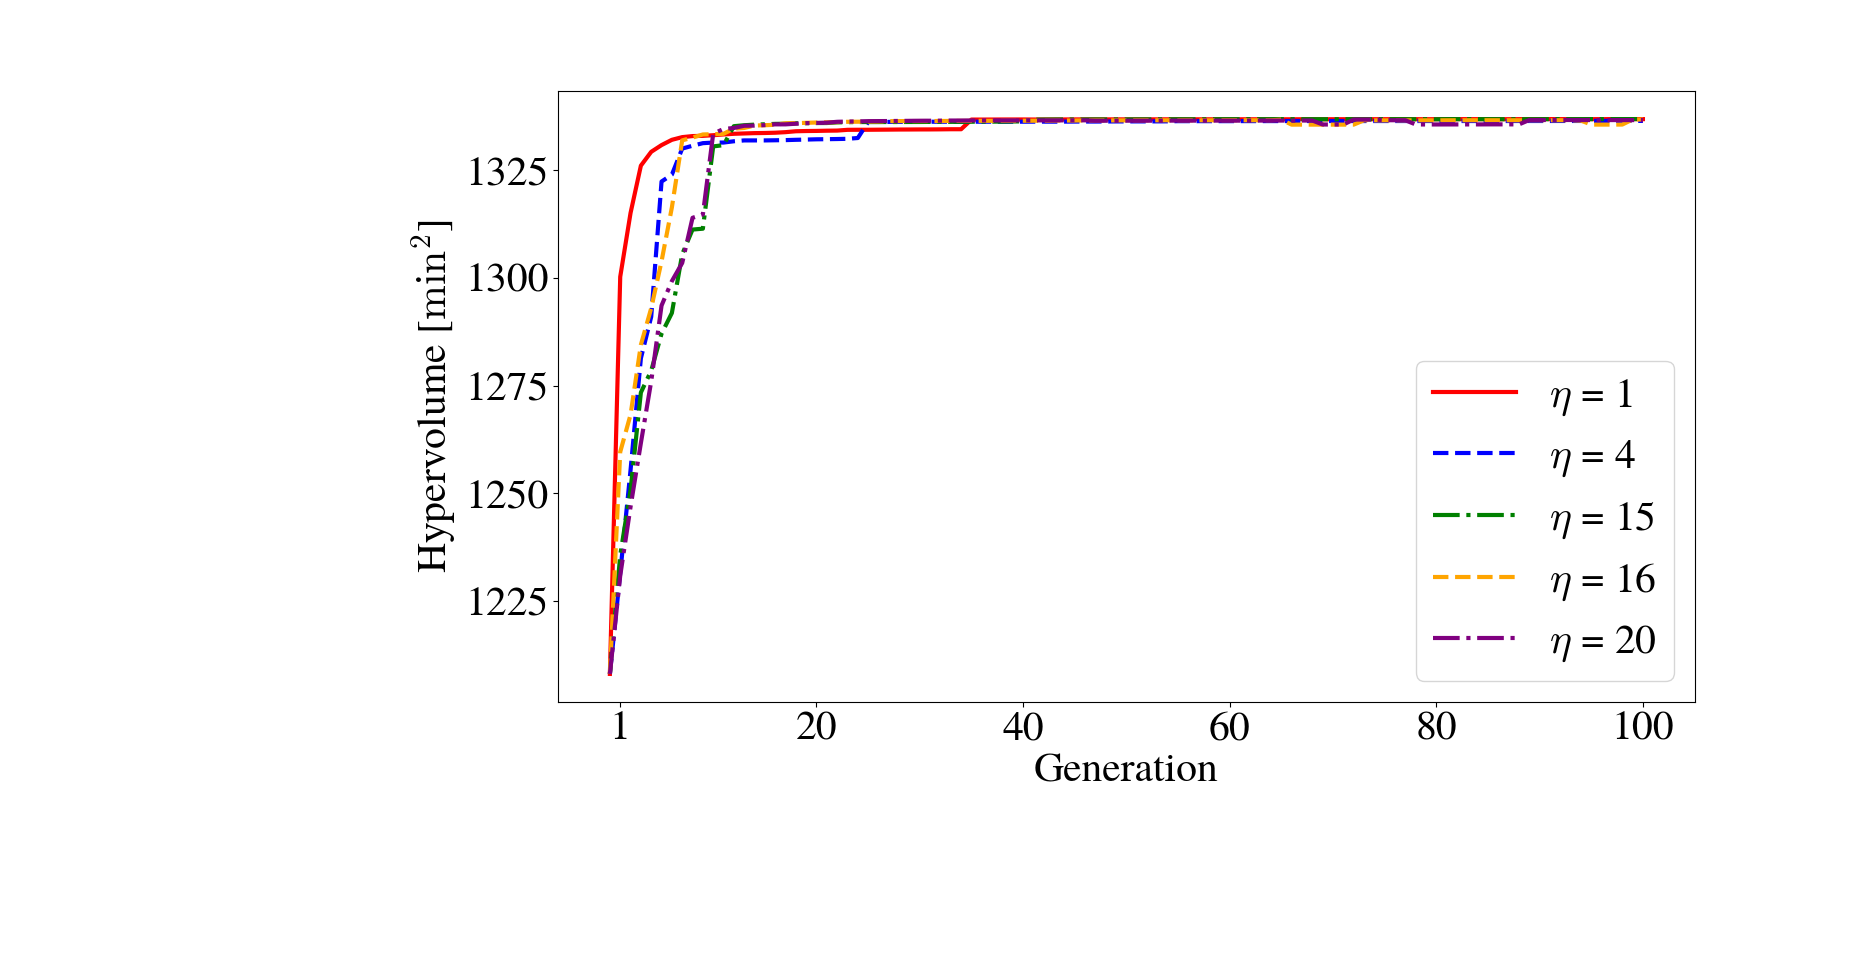 Hypervolume [min²]
1325
1300
1275
1250
1225
1 20 40 60 80 100
Generation
η = 1
η = 4
η = 15
η = 16
η = 20